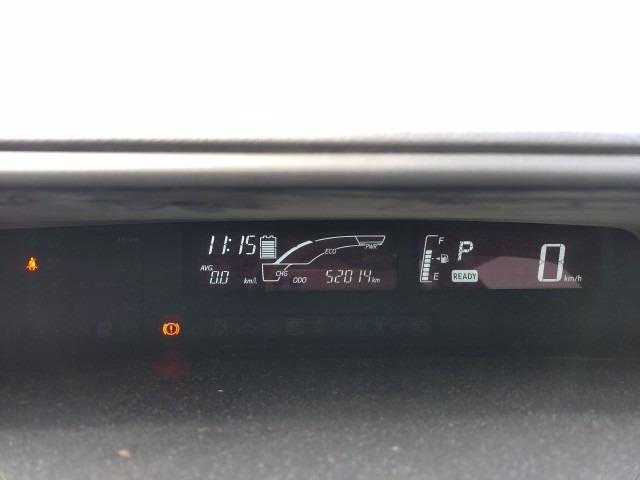 11:15
PWR
ECO
CHG
AVG 0.0 km/L
ODO 52014 km
F
E
P
READY
0 km/h